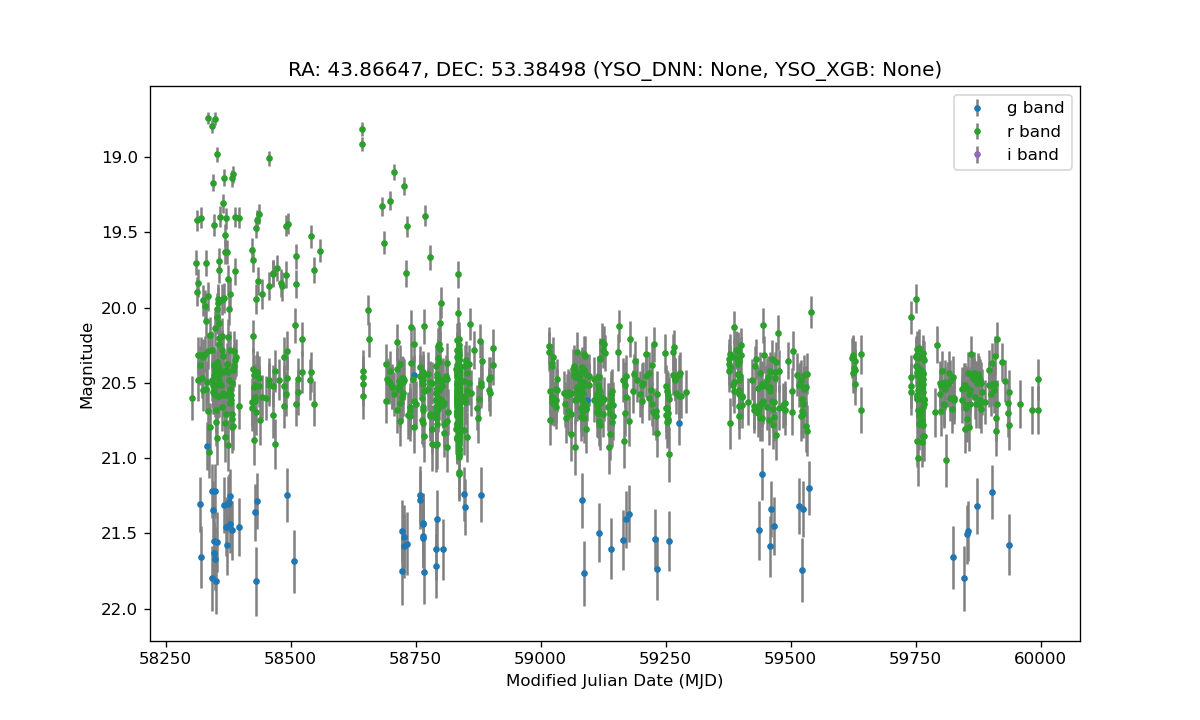 RA: 43.86647, DEC: 53.38498 (YSO_DNN: None, YSO_XGB: None)
g band
r band
i band
Magnitude
19.0
19.5
20.0
20.5
21.0
21.5
22.0
58250 58500 58750 59000 59250 59500 59750 60000
Modified Julian Date (MJD)